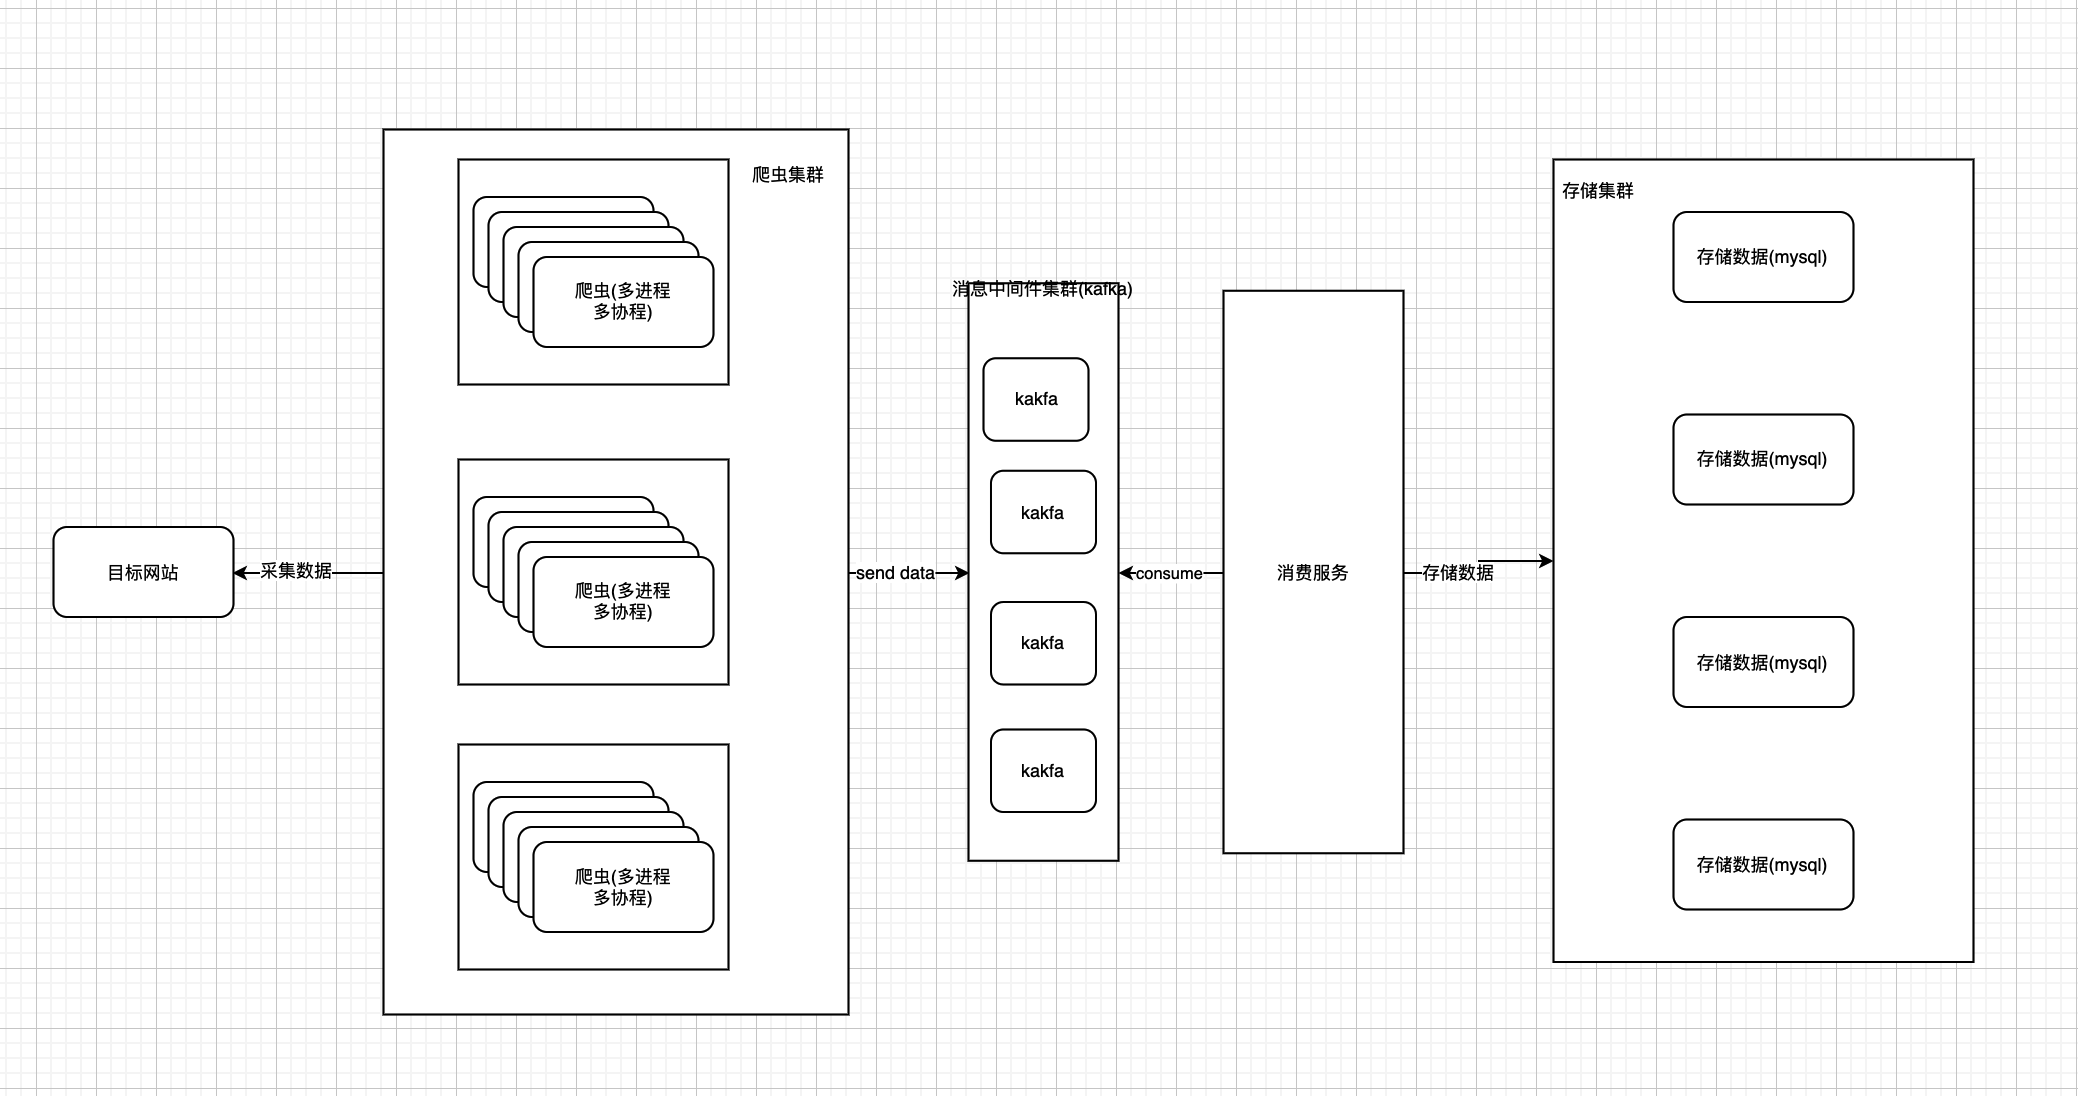 爬虫集群
爬虫(多进程
多协程)
爬虫(多进程
多协程)
爬虫(多进程
多协程)
目标网站
采集数据
send data
消息中间件集群(kafka)
kakfa
kakfa
kakfa
kakfa
consume
消费服务
存储数据
存储集群
存储数据(mysql)
存储数据(mysql)
存储数据(mysql)
存储数据(mysql)